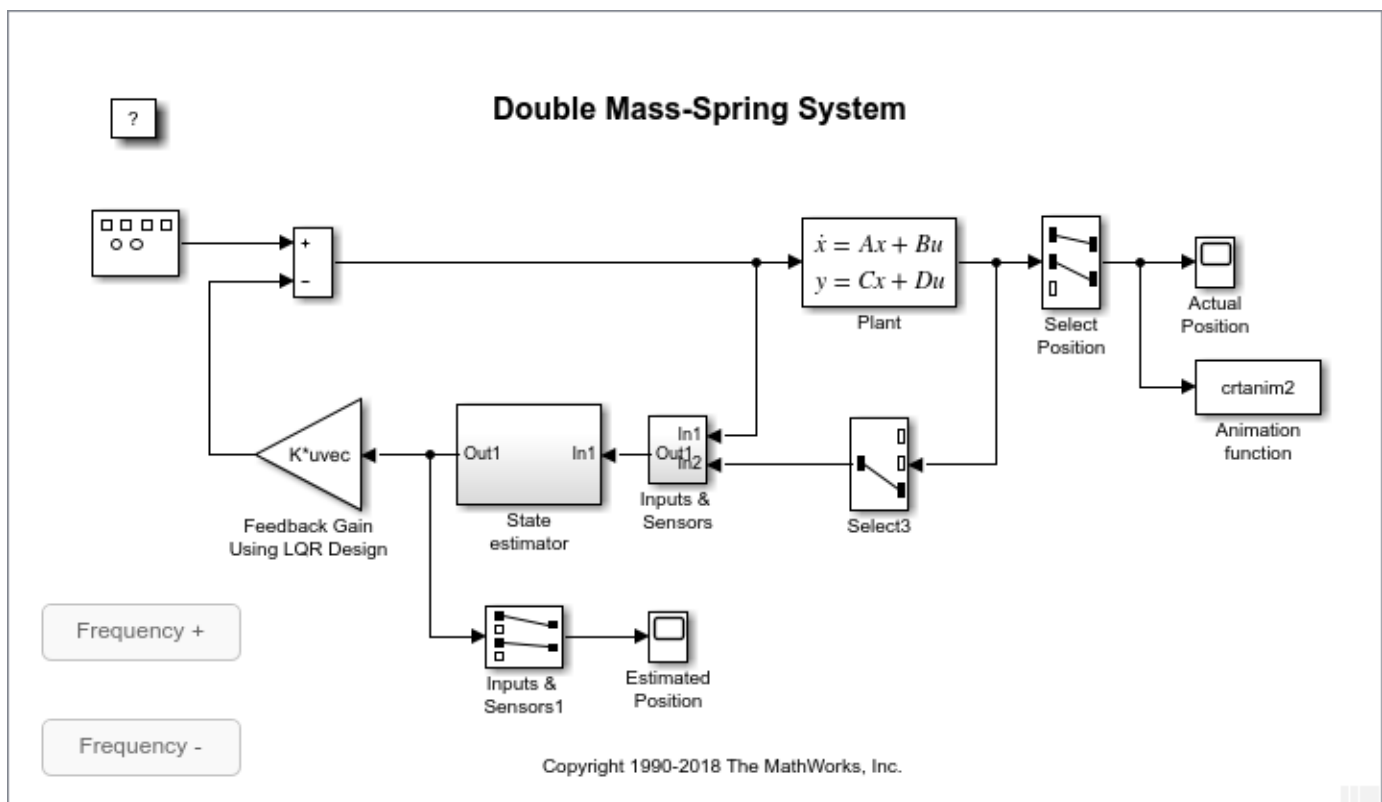 Double Mass-Spring System
?
+
−
ẋ = Ax + Bu
y = Cx + Du
Plant
Select
Position
Actual
Position
crtanim2
Animation
function
K*uvec
Feedback Gain
Using LQR Design
Out1
In1
State
estimator
In1
Out1
In2
Inputs &
Sensors
Select3
Frequency +
Inputs &
Sensors1
Estimated
Position
Frequency -
Copyright 1990-2018 The MathWorks, Inc.